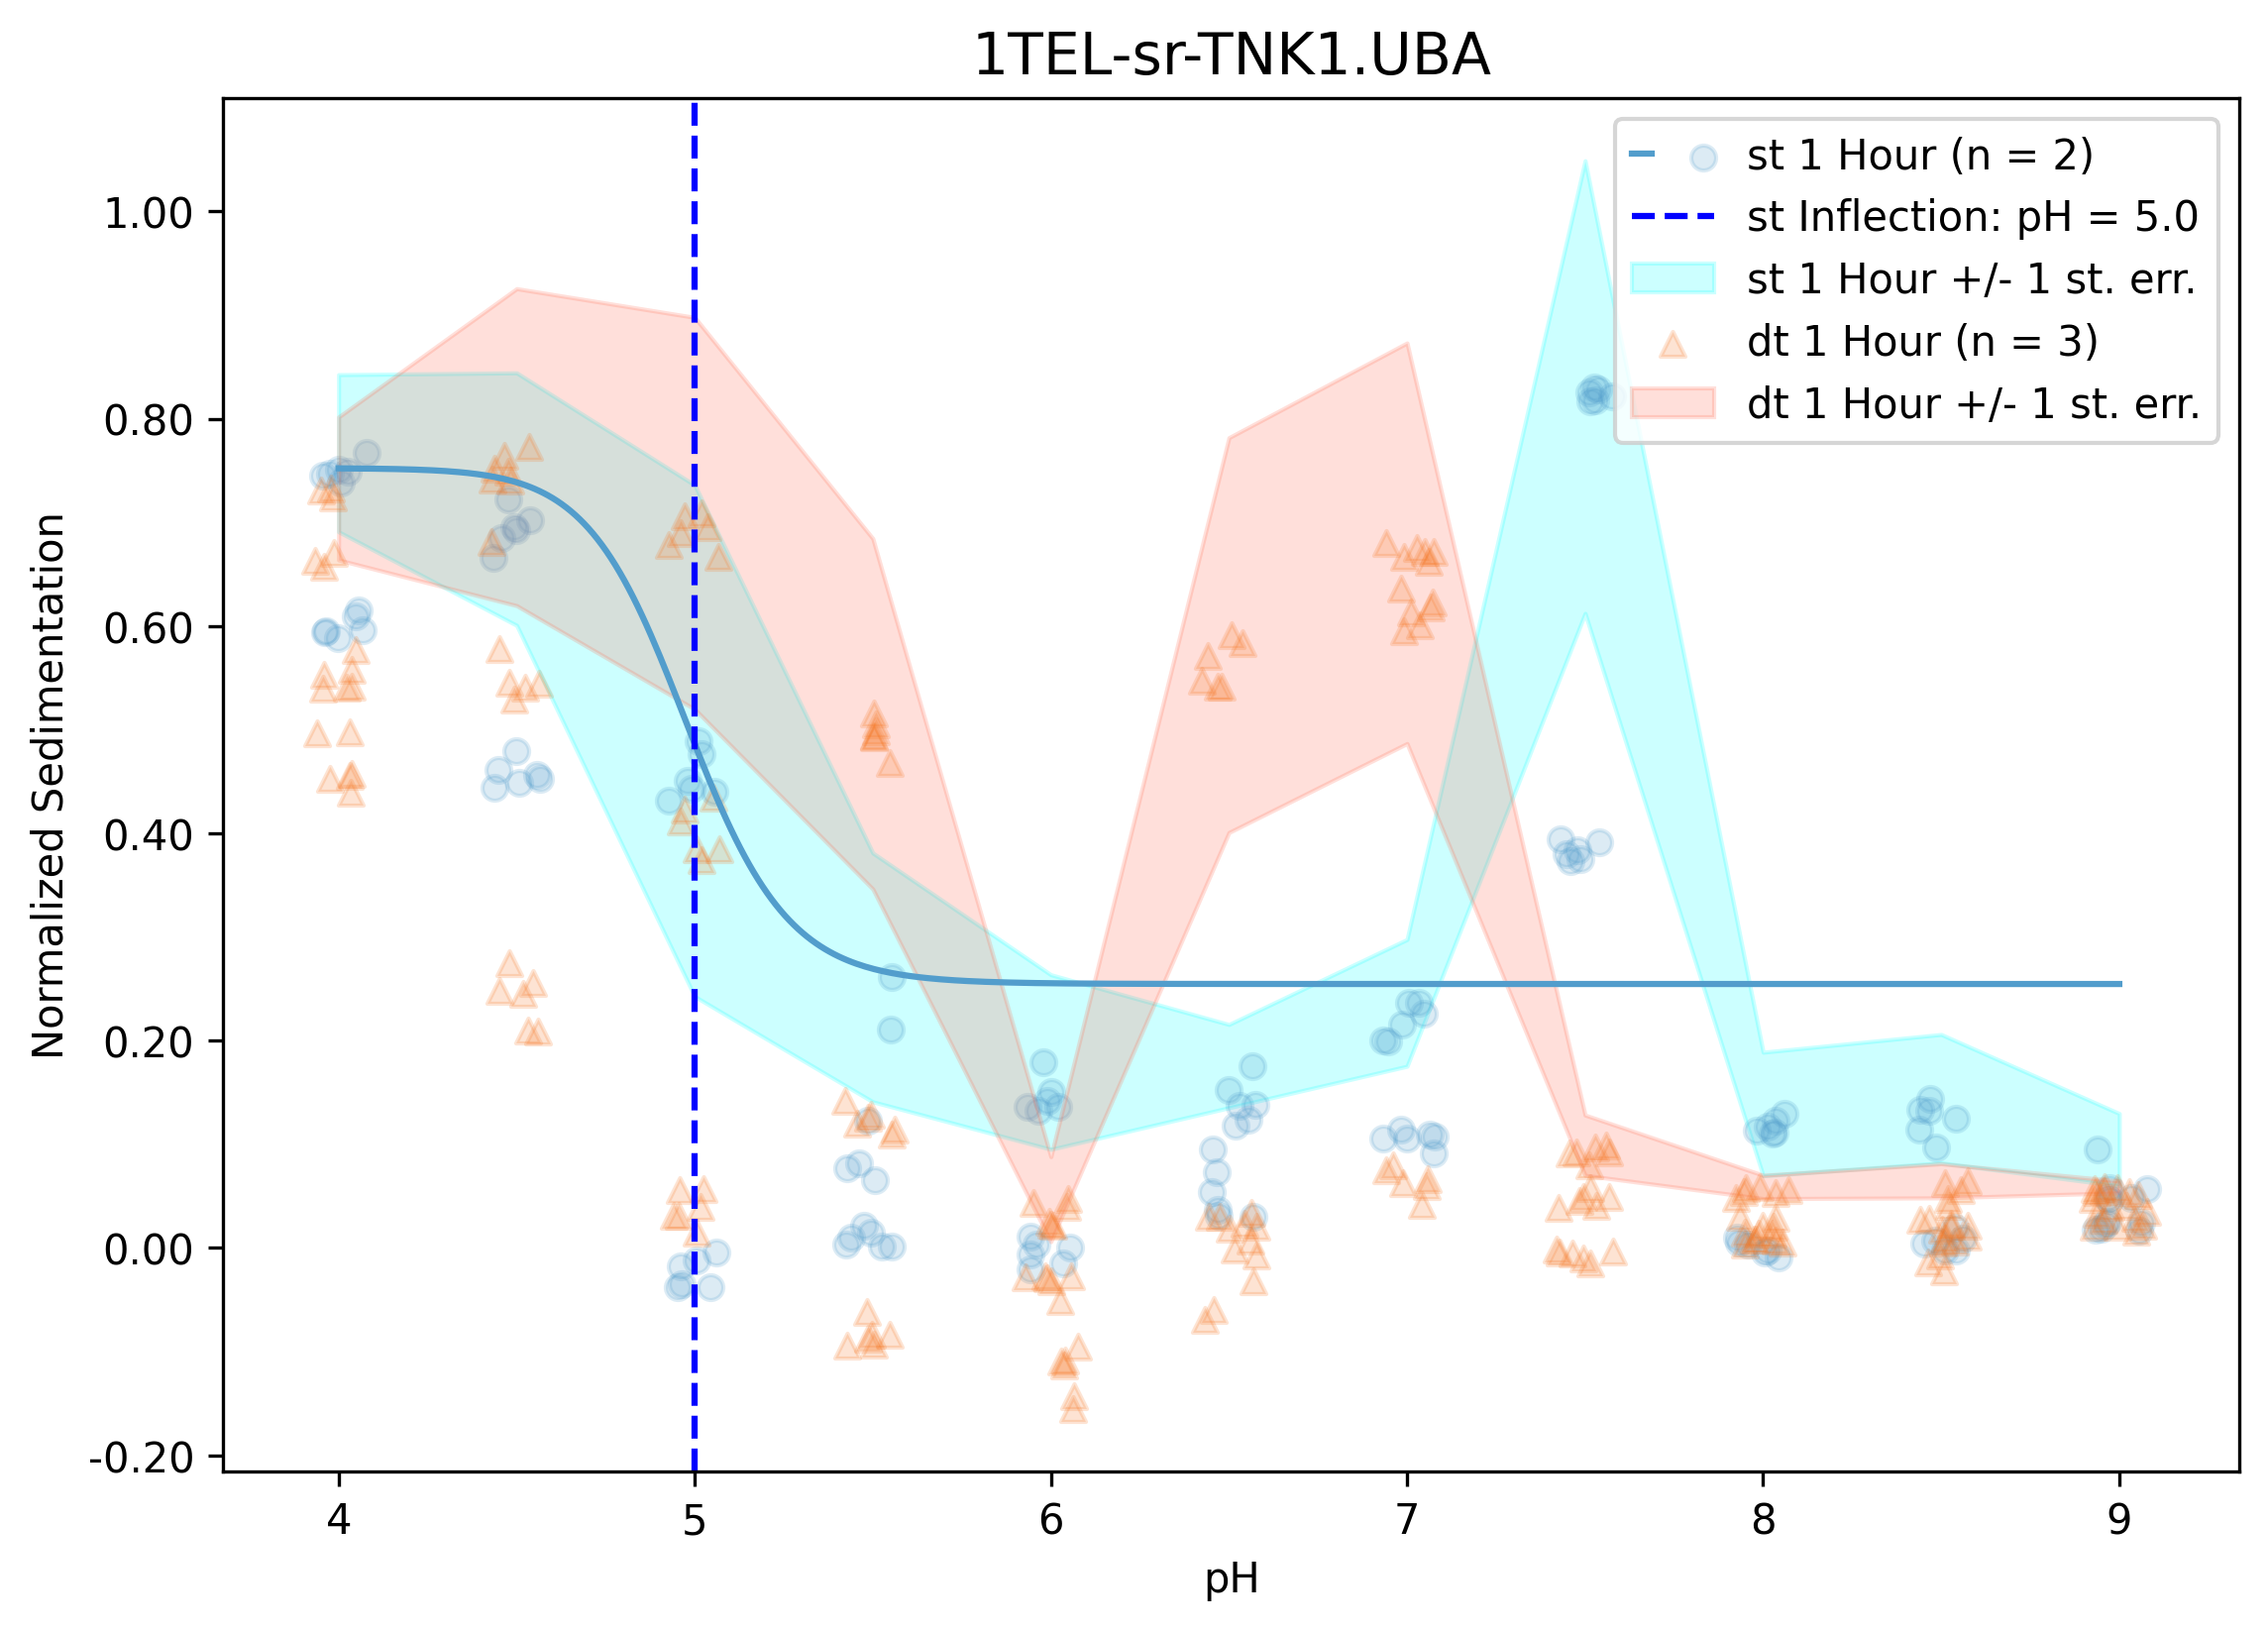 1TEL-sr-TNK1.UBA
st 1 Hour (n = 2)
st Inflection: pH = 5.0
st 1 Hour +/- 1 st. err.
dt 1 Hour (n = 3)
dt 1 Hour +/- 1 st. err.
Normalized Sedimentation
1.00
0.80
0.60
0.40
0.20
0.00
-0.20
4 5 6 7 8 9
pH